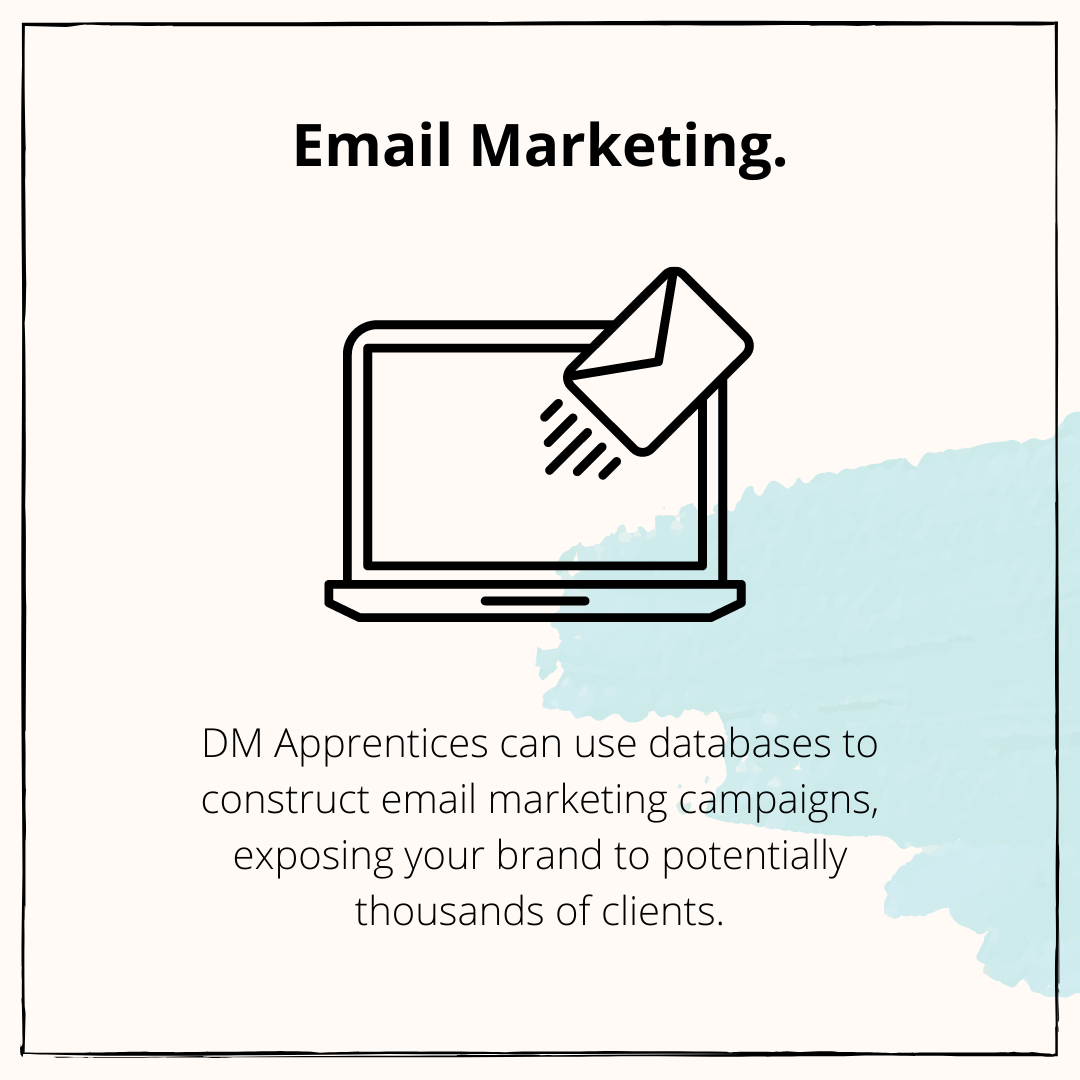 Email Marketing.
DM Apprentices can use databases to
construct email marketing campaigns,
exposing your brand to potentially
thousands of clients.